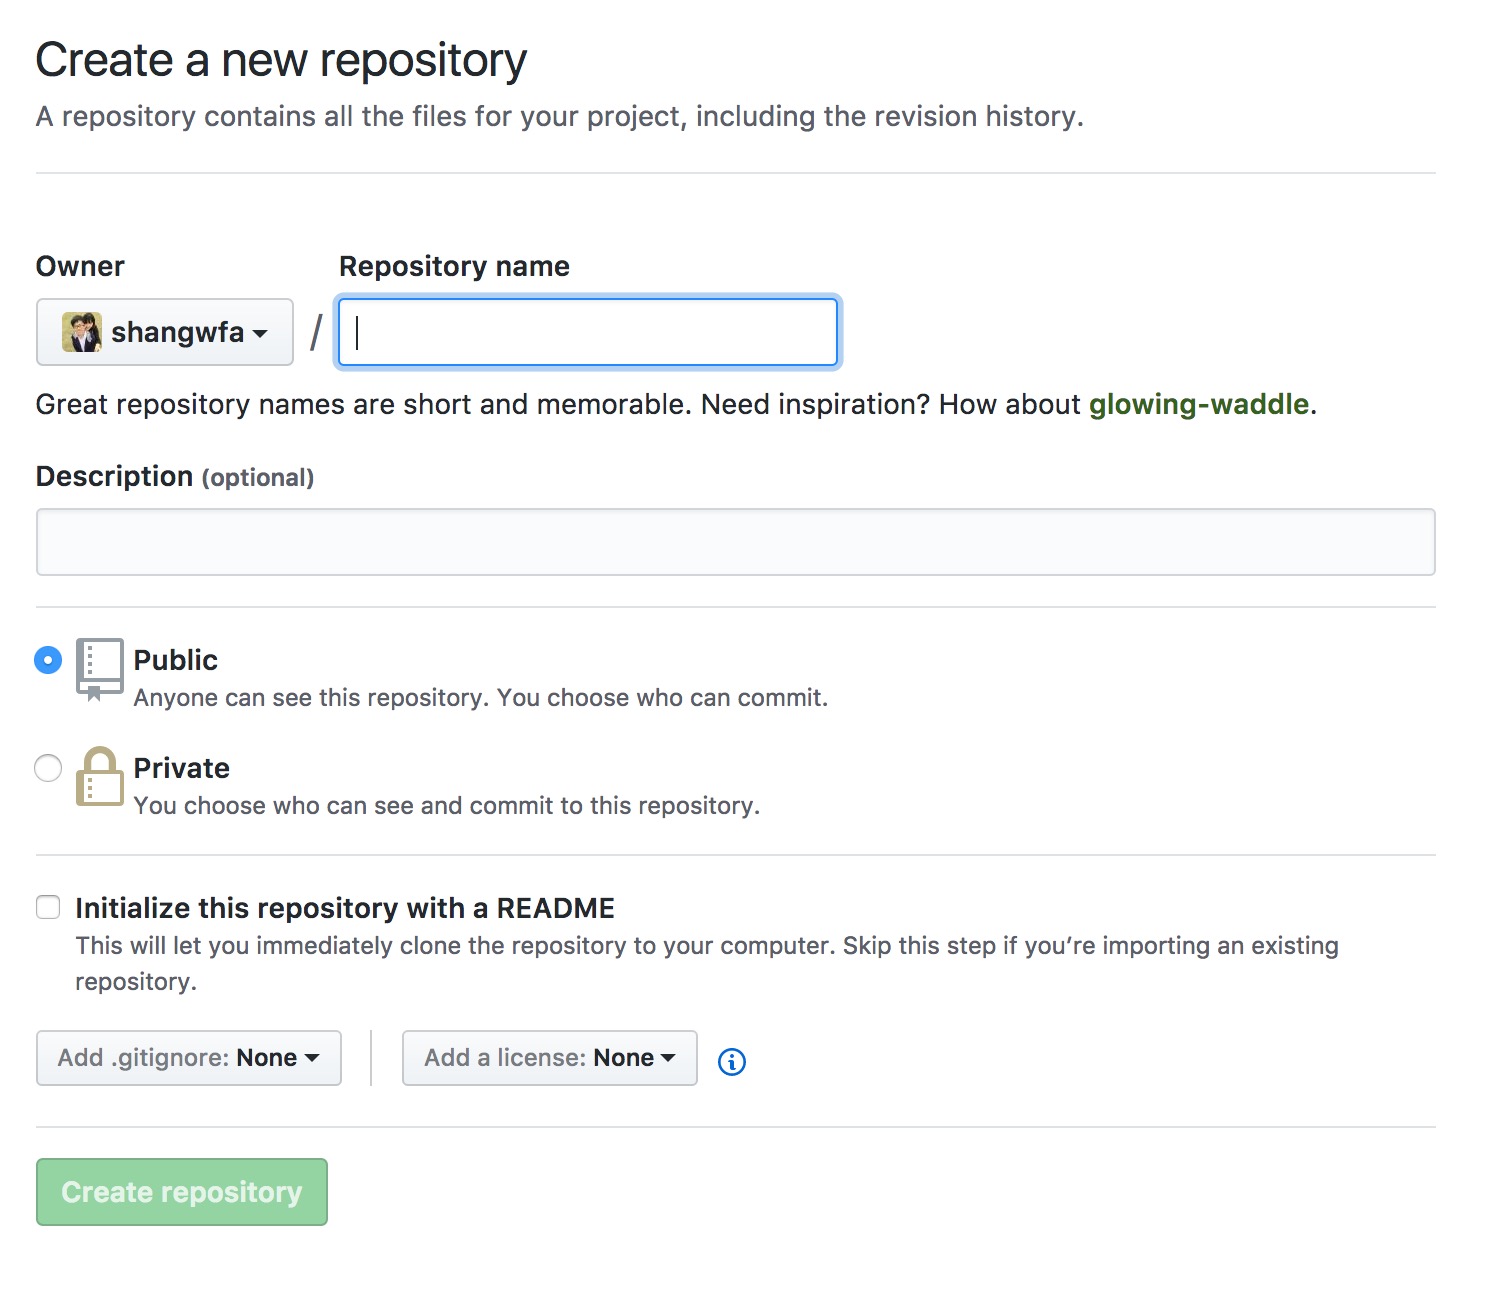 Create a new repository
A repository contains all the files for your project, including the revision history.
Owner
Repository name
shangwfa
/
Great repository names are short and memorable. Need inspiration? How about glowing-waddle.
Description (optional)
Public
Anyone can see this repository. You choose who can commit.
Private
You choose who can see and commit to this repository.
Initialize this repository with a README
This will let you immediately clone the repository to your computer. Skip this step if you’re importing an existing
repository.
Add .gitignore: None
Add a license: None
Create repository